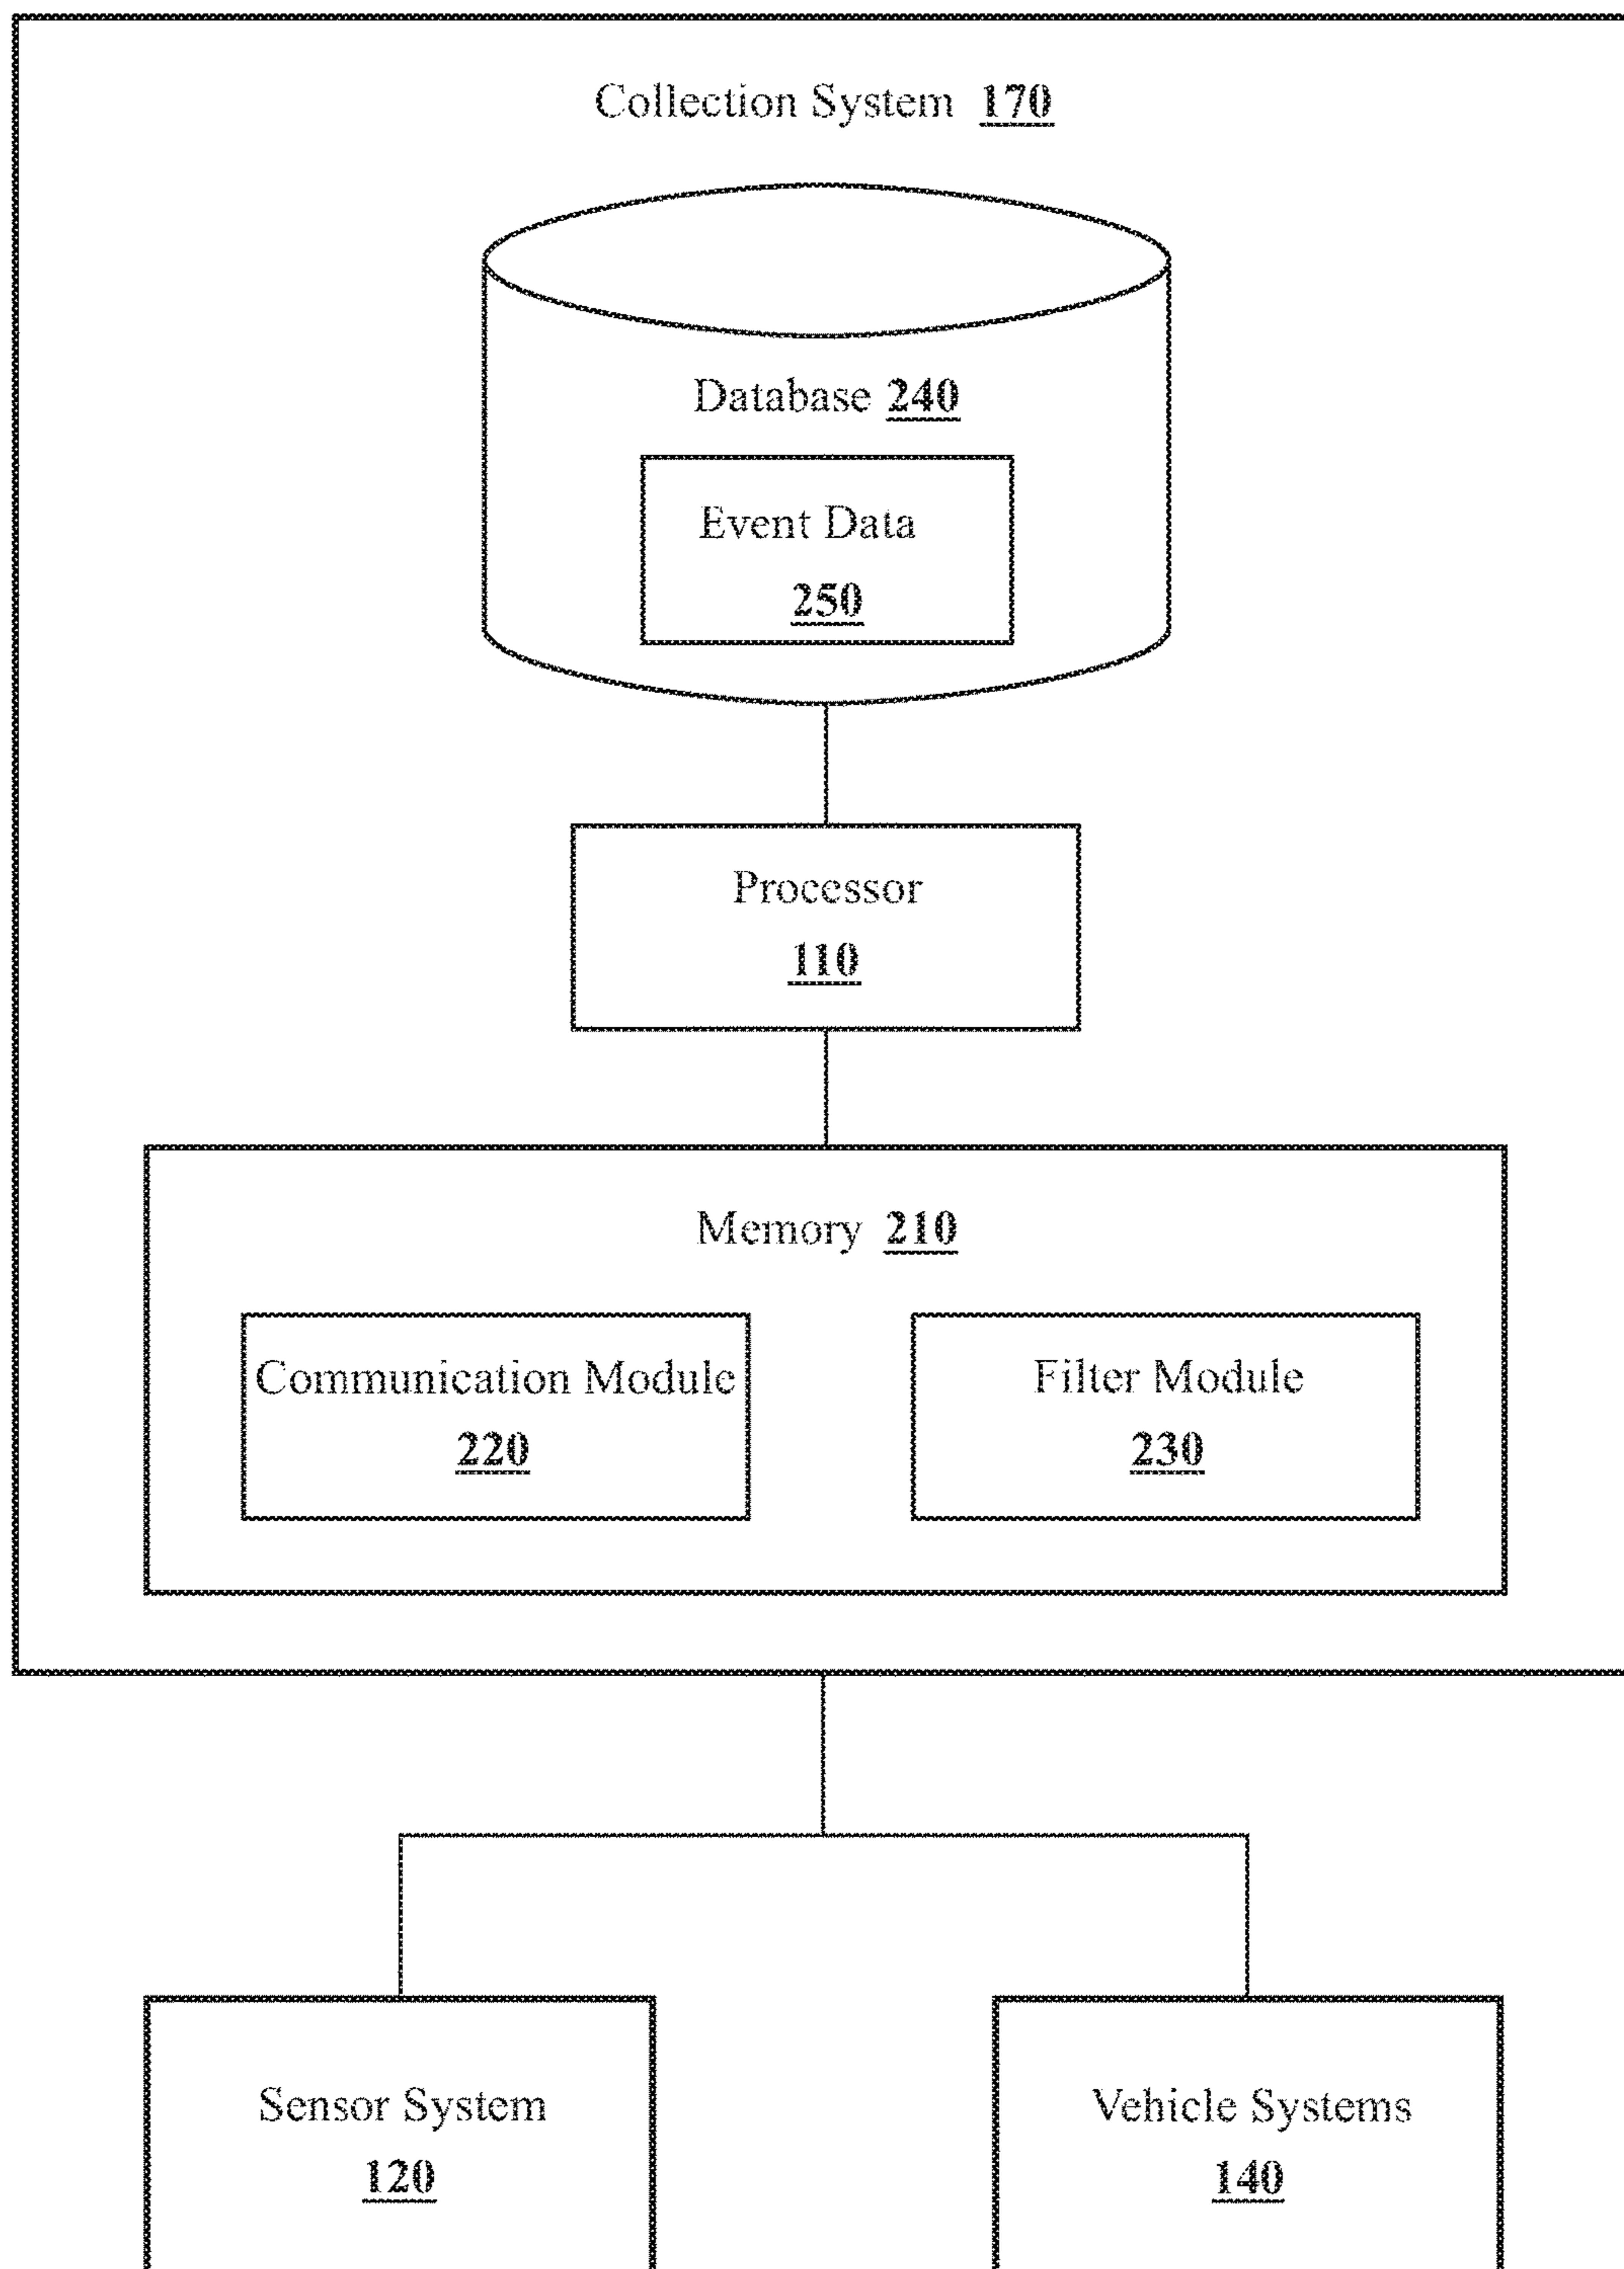 Collection System 170
Database 240
Event Data
250
Processor
110
Memory 210
Communication Module
220
Filter Module
230
Sensor System
120
Vehicle Systems
140